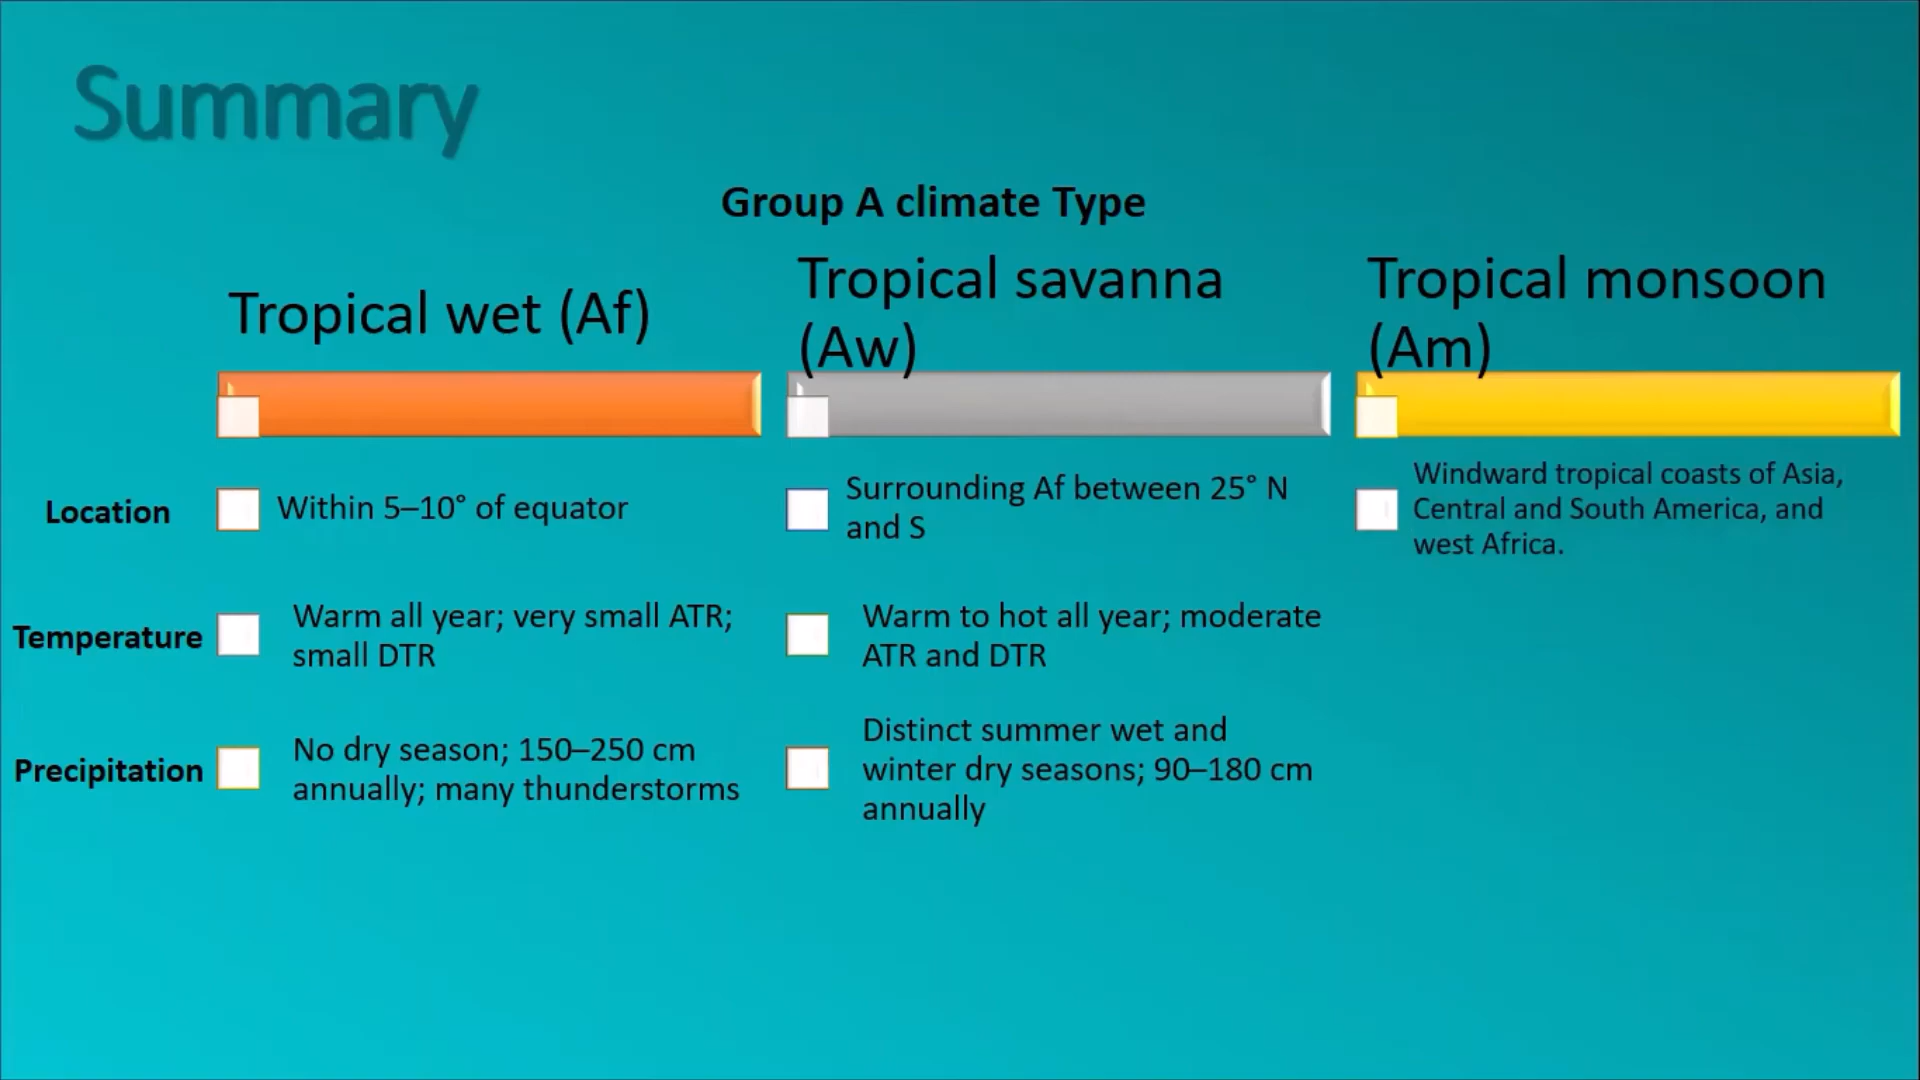 Summary
Group A climate Type
Tropical wet (Af)
Tropical savanna
(Aw)
Tropical monsoon
(Am)
Location
Within 5–10° of equator
Surrounding Af between 25° N
and S
Windward tropical coasts of Asia,
Central and South America, and
west Africa.
Temperature
Warm all year; very small ATR;
small DTR
Warm to hot all year; moderate
ATR and DTR
Precipitation
No dry season; 150–250 cm
annually; many thunderstorms
Distinct summer wet and
winter dry seasons; 90–180 cm
annually